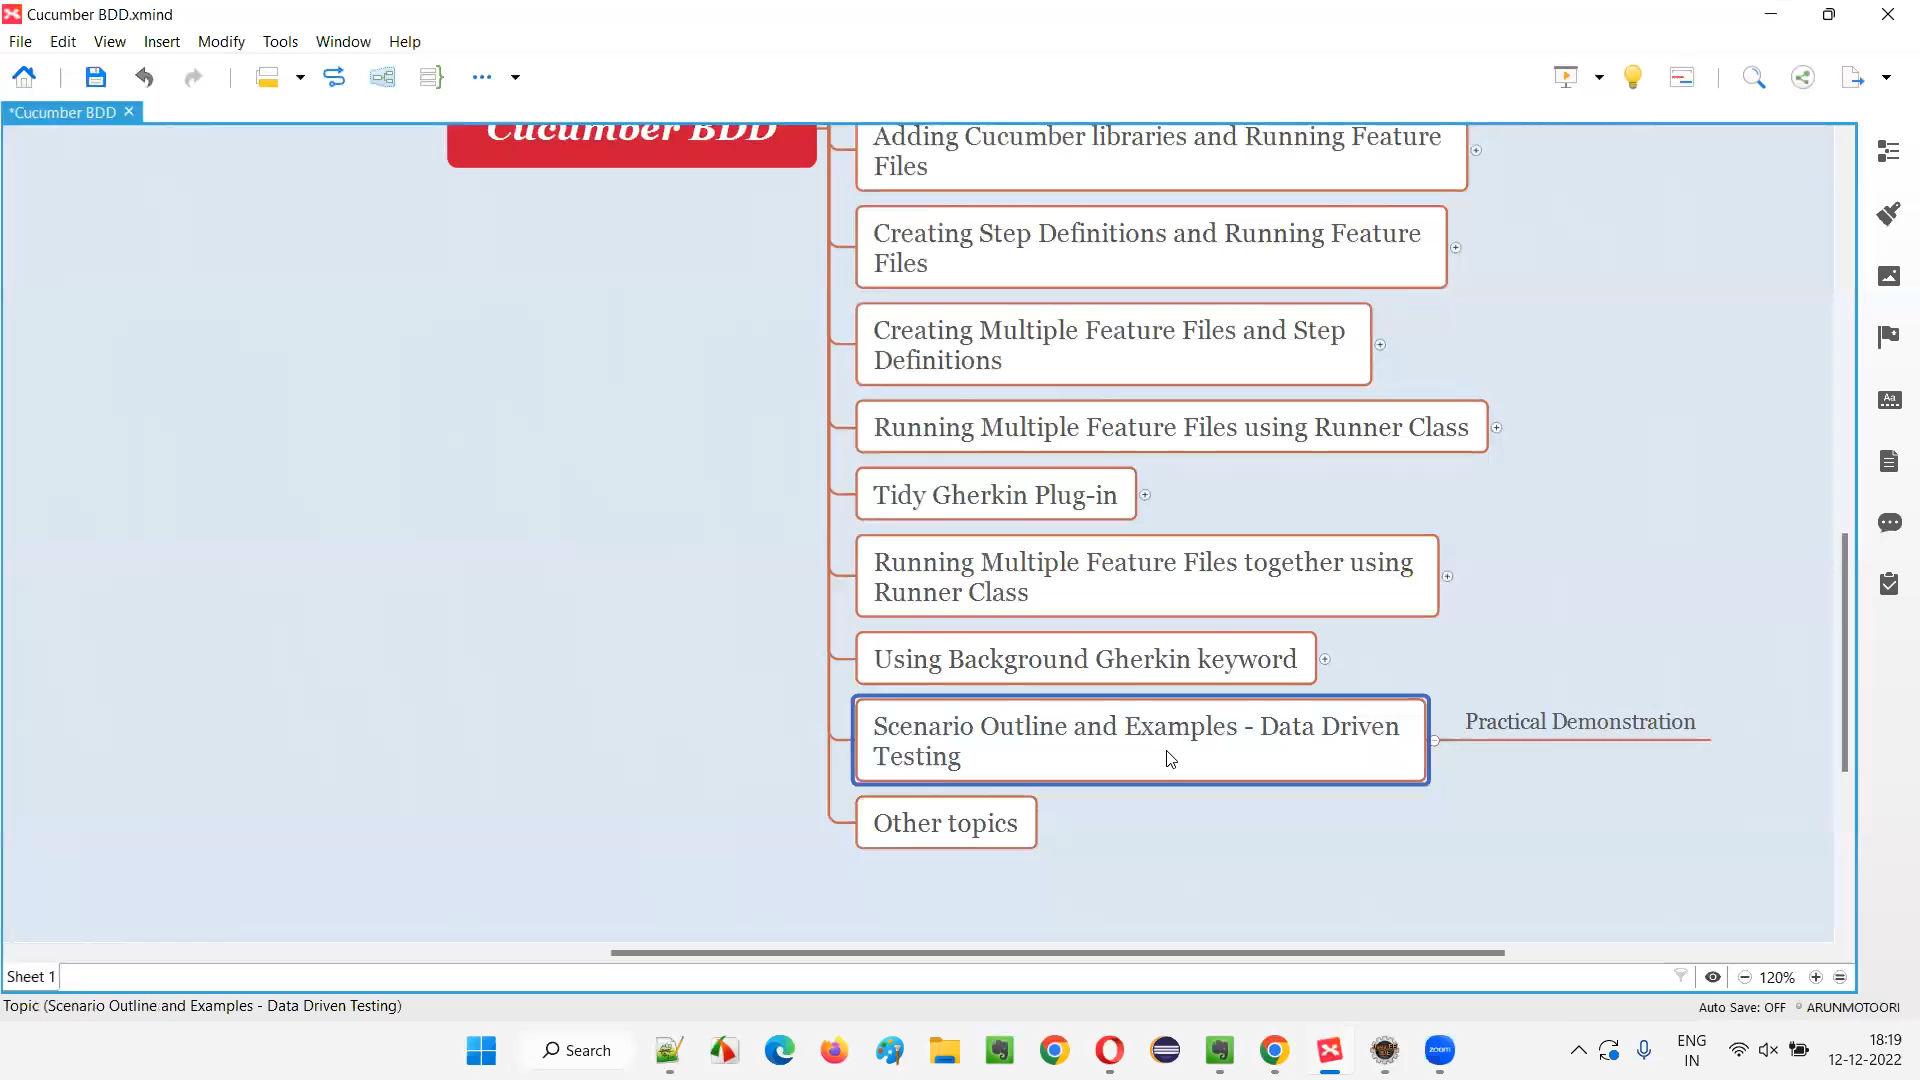 Cucumber BDD.xmind
File Edit View Insert Modify Tools Window Help
*Cucumber BDD
Cucumber BDD
Adding Cucumber libraries and Running Feature
Files
Creating Step Definitions and Running Feature
Files
Creating Multiple Feature Files and Step
Definitions
Running Multiple Feature Files using Runner Class
Tidy Gherkin Plug-in
Running Multiple Feature Files together using
Runner Class
Using Background Gherkin keyword
Scenario Outline and Examples - Data Driven
Testing
Practical Demonstration
Other topics
Sheet 1
120%
Topic (Scenario Outline and Examples - Data Driven Testing)
Auto Save: OFF
ARUNMOTOORI
Search
zoom
ENG
IN
18:19
12-12-2022
Aa